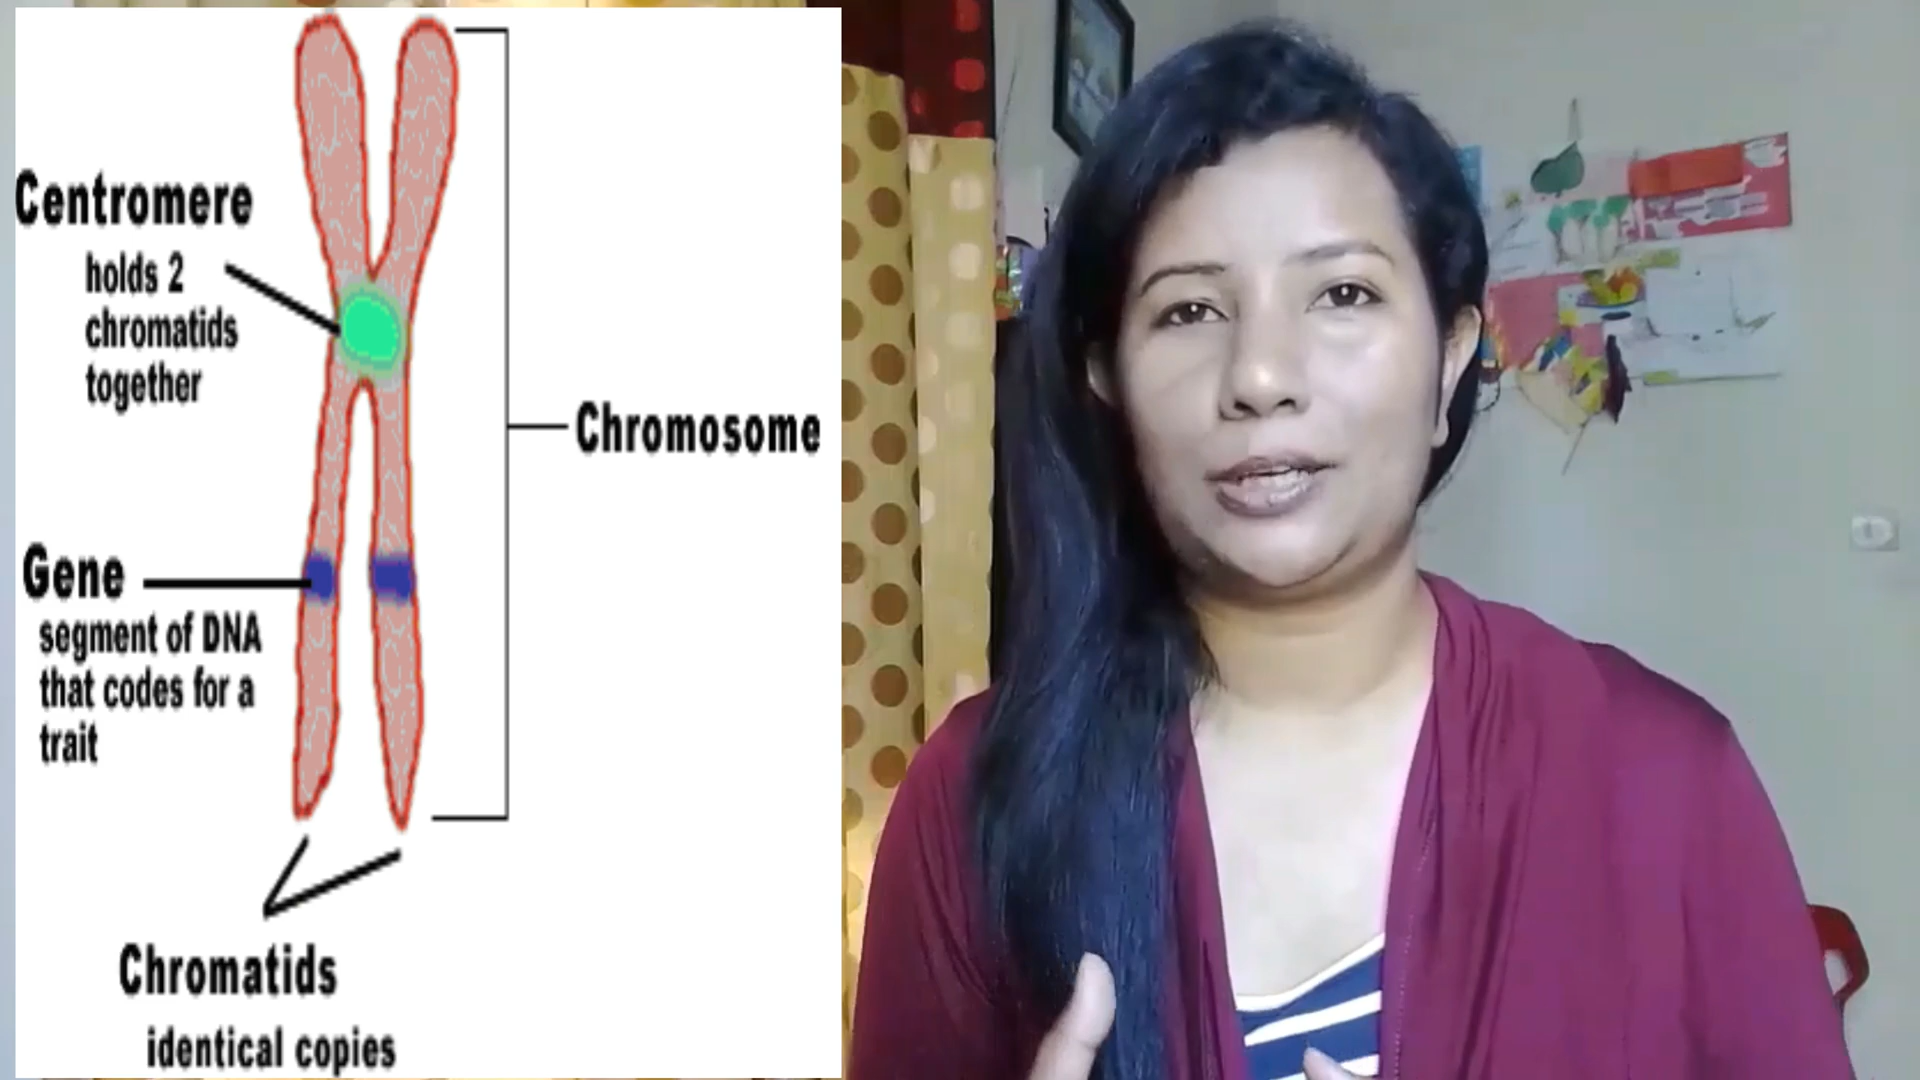 Centromere
holds 2
chromatids
together
Chromosome
Gene
segment of DNA
that codes for a
trait
Chromatids
identical copies